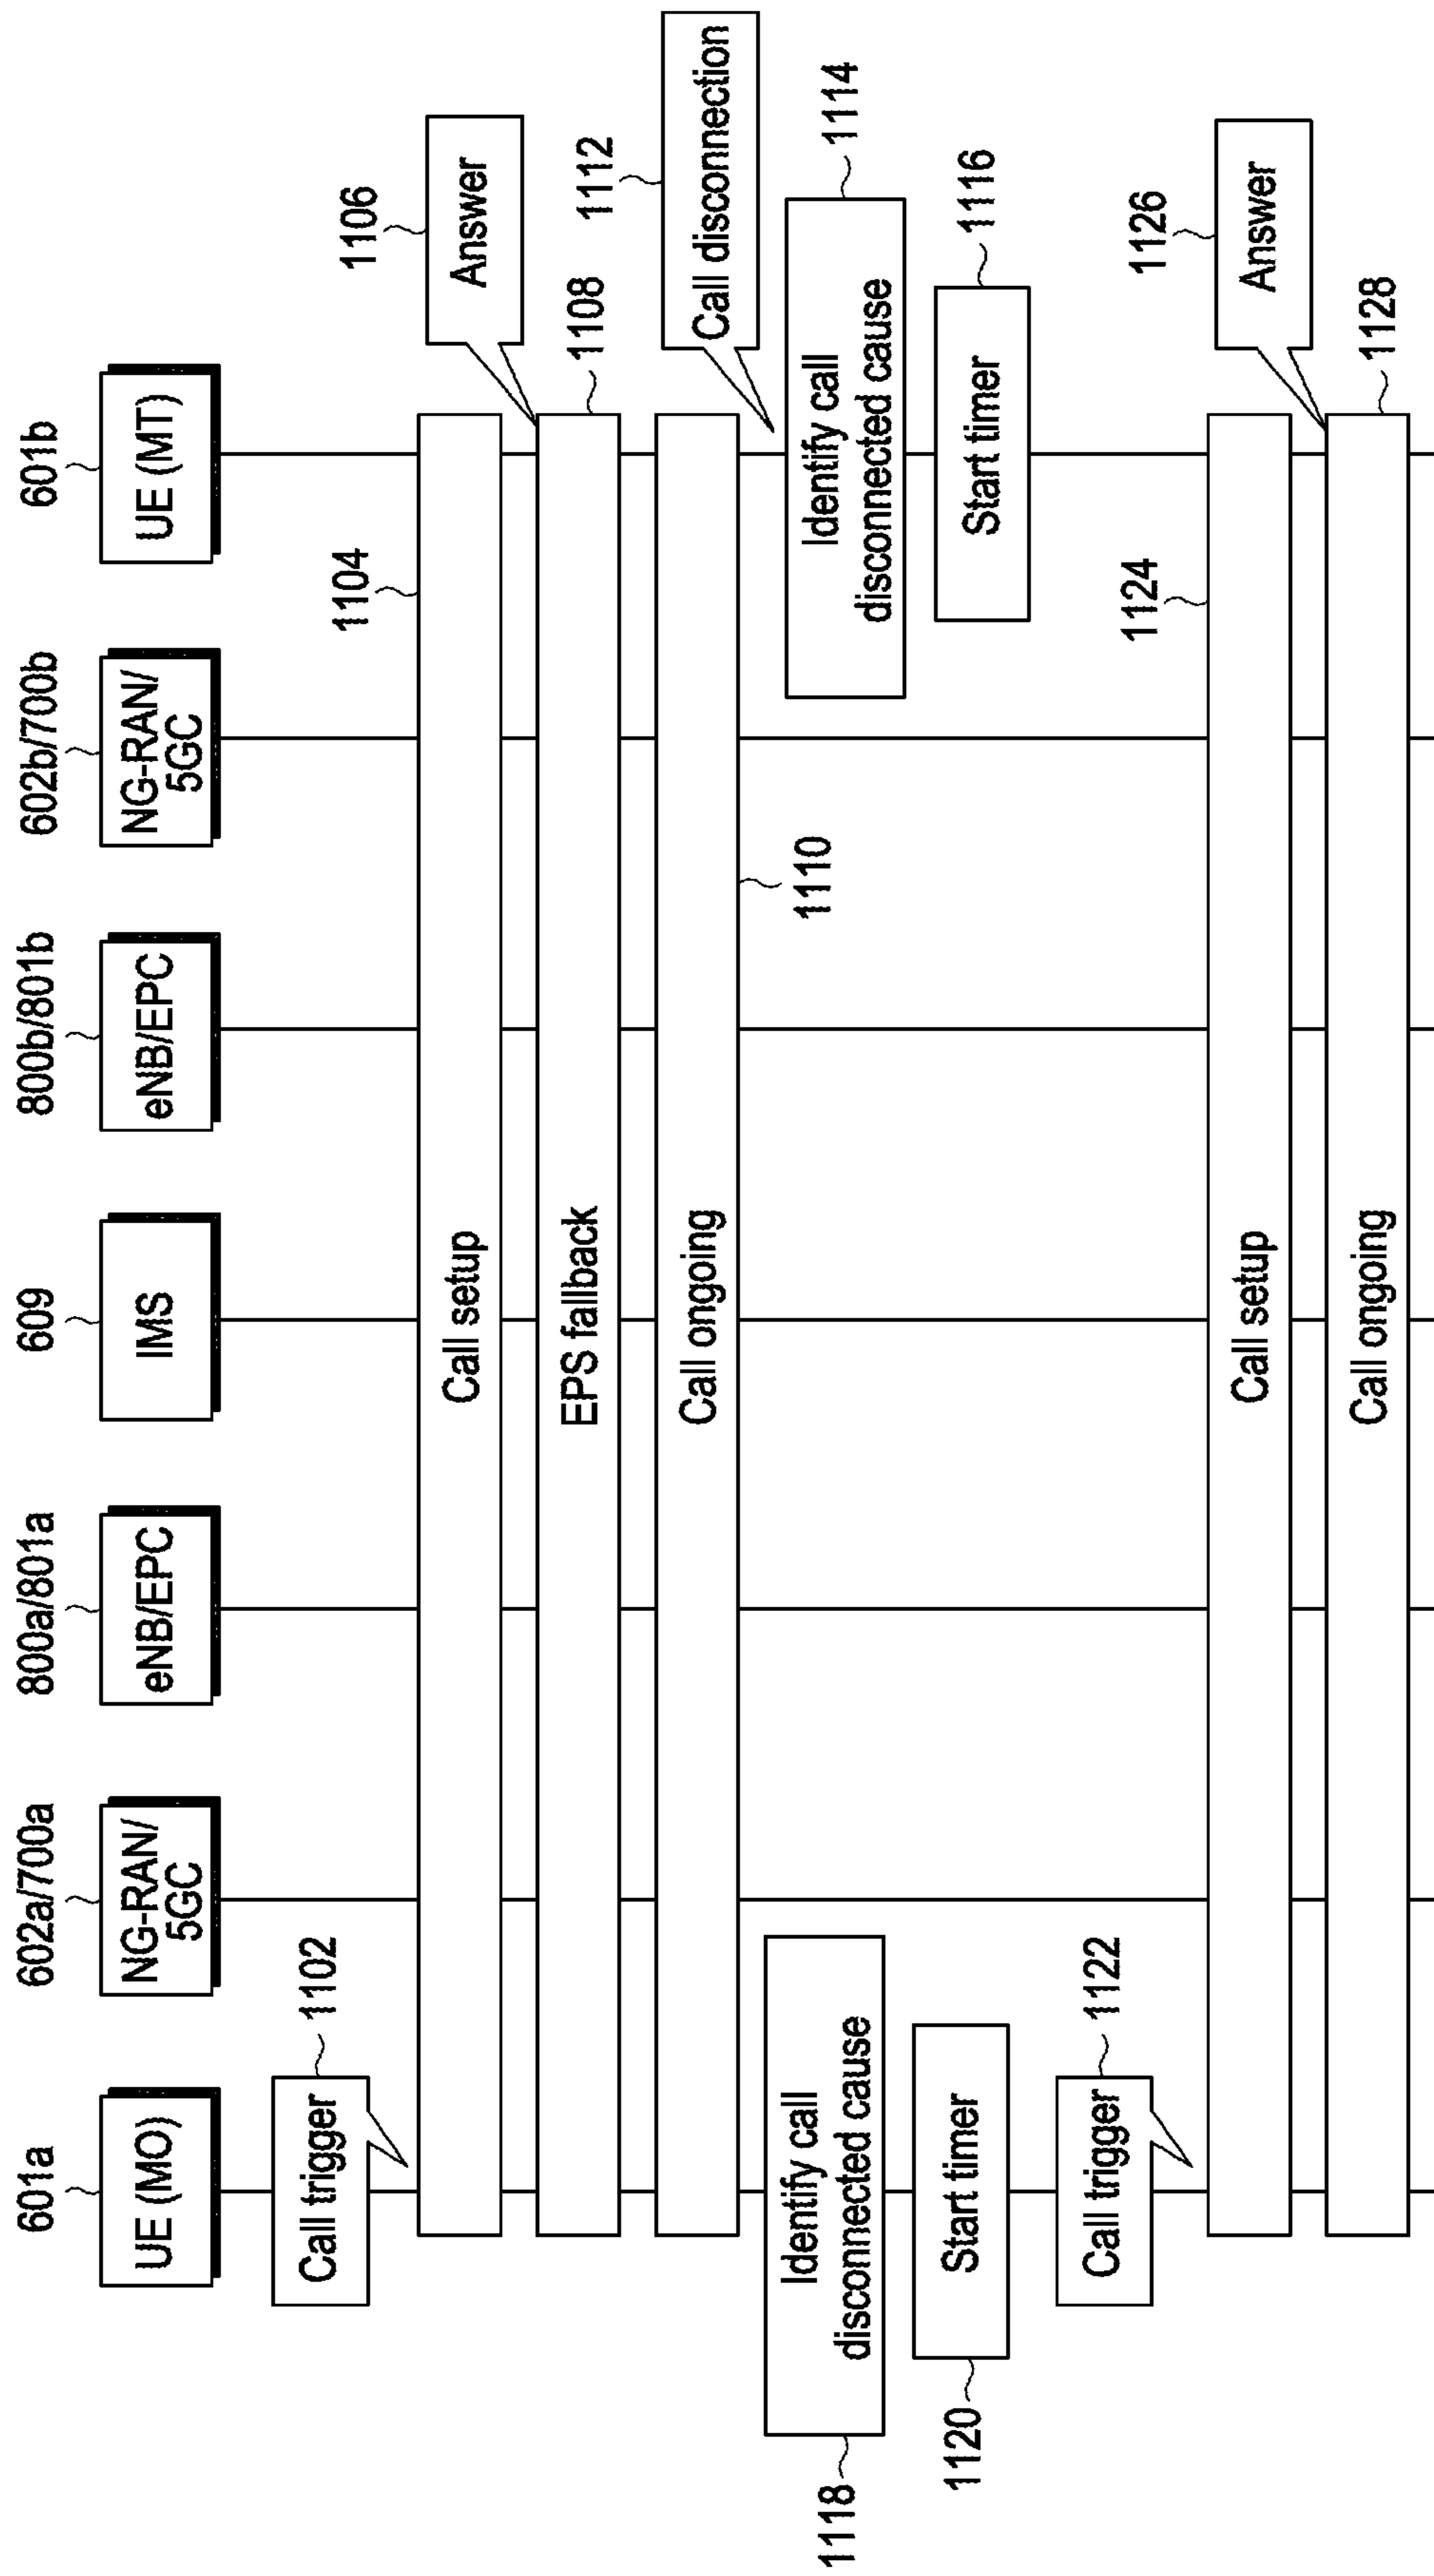 601a
602a/700a
800a/801a
609
800b/801b
602b/700b
601b
UE (MO)
NG-RAN/
5GC
eNB/EPC
IMS
eNB/EPC
NG-RAN/
5GC
UE (MT)
Call trigger
1102
1104
Call setup
1106
Answer
EPS fallback
1108
Call ongoing
1110
1112
Call disconnection
1118
Identify call
disconnected cause
Identify call
disconnected cause
1114
1120
Start timer
Start timer
1116
Call trigger
1122
1124
Call setup
1126
Answer
Call ongoing
1128